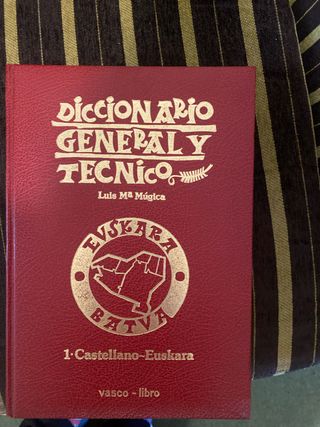 DICCIONARIO
GENERAL Y
TECNICO
Luis Mª Múgica
EUSKARA
BATUA
1·Castellano-Euskara
vasco-libro